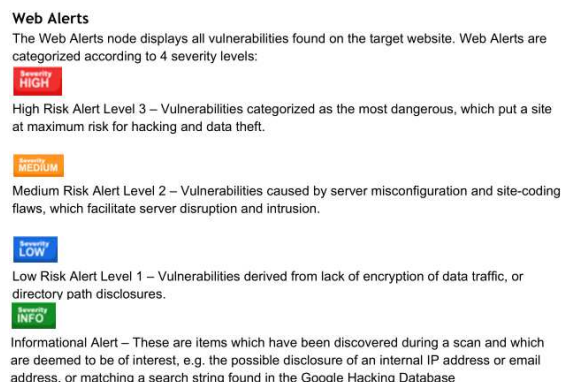 Web Alerts
The Web Alerts node displays all vulnerabilities found on the target website. Web Alerts are
categorized according to 4 severity levels:
Severity
HIGH
High Risk Alert Level 3 – Vulnerabilities categorized as the most dangerous, which put a site
at maximum risk for hacking and data theft.
Severity
MEDIUM
Medium Risk Alert Level 2 – Vulnerabilities caused by server misconfiguration and site-coding
flaws, which facilitate server disruption and intrusion.
Severity
LOW
Low Risk Alert Level 1 – Vulnerabilities derived from lack of encryption of data traffic, or
directory path disclosures.
Severity
INFO
Informational Alert – These are items which have been discovered during a scan and which
are deemed to be of interest, e.g. the possible disclosure of an internal IP address or email
address, or matching a search string found in the Google Hacking Database